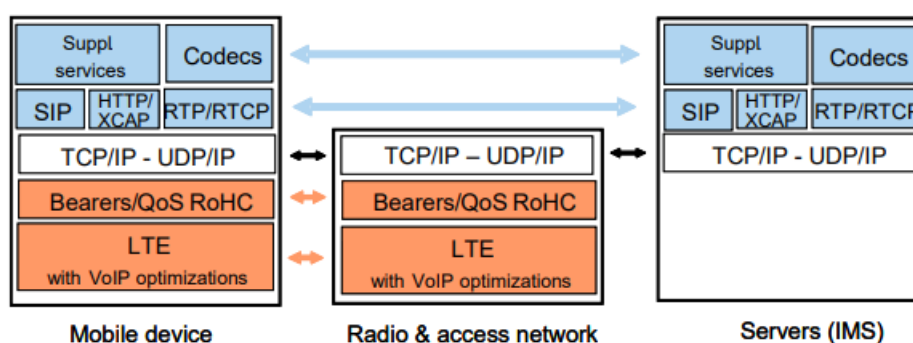 Suppl
services
Codecs
SIP
HTTP/
XCAP
RTP/RTCP
TCP/IP - UDP/IP
Bearers/QoS RoHC
LTE
with VoIP optimizations
Mobile device
TCP/IP – UDP/IP
Bearers/QoS RoHC
LTE
with VoIP optimizations
Radio & access network
Suppl
services
Codecs
SIP
HTTP/
XCAP
RTP/RTCP
TCP/IP - UDP/IP
Servers (IMS)